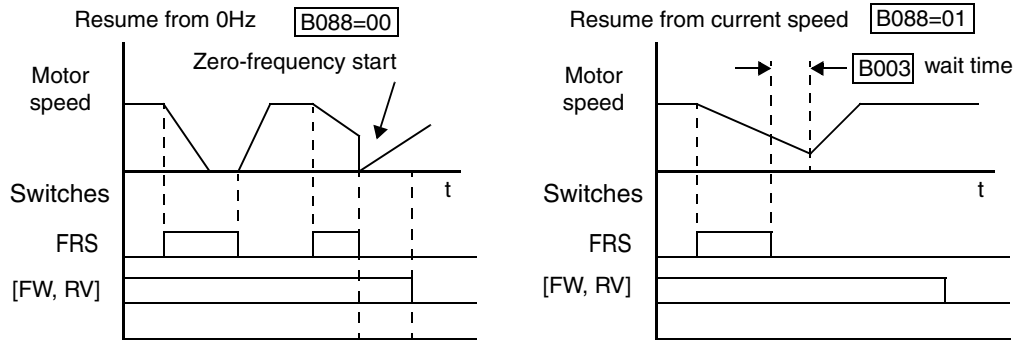 Resume from 0Hz B088=00
Zero-frequency start
Motor speed
t
Switches
FRS
[FW, RV]
Resume from current speed B088=01
B003 wait time
Motor speed
t
Switches
FRS
[FW, RV]